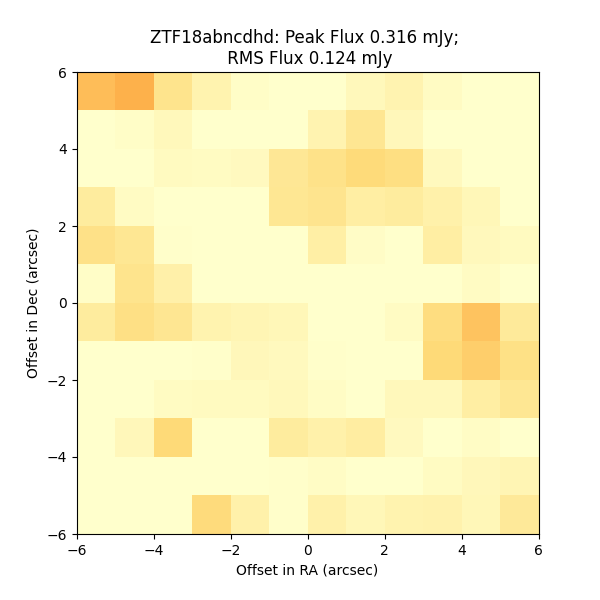 ZTF18abncdhd: Peak Flux 0.316 mJy;
RMS Flux 0.124 mJy
6
4
2
0
−2
−4
−6
Offset in Dec (arcsec)
−6 −4 −2 0 2 4 6
Offset in RA (arcsec)